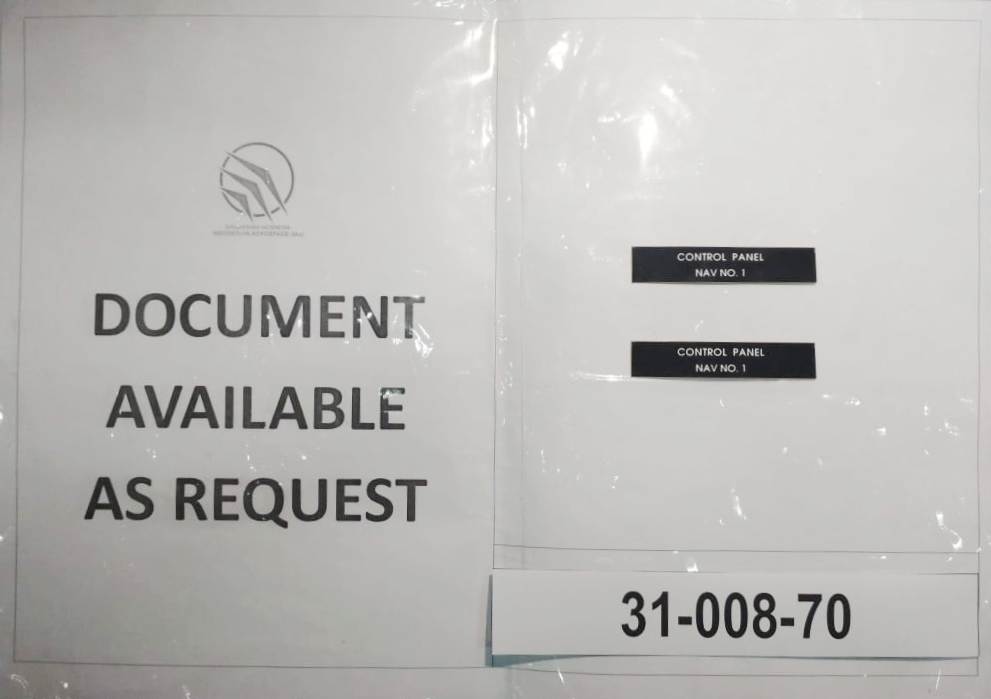 DOCUMENT
AVAILABLE
AS REQUEST
CONTROL PANEL
NAV NO. 1
CONTROL PANEL
NAV NO. 1
31-008-70